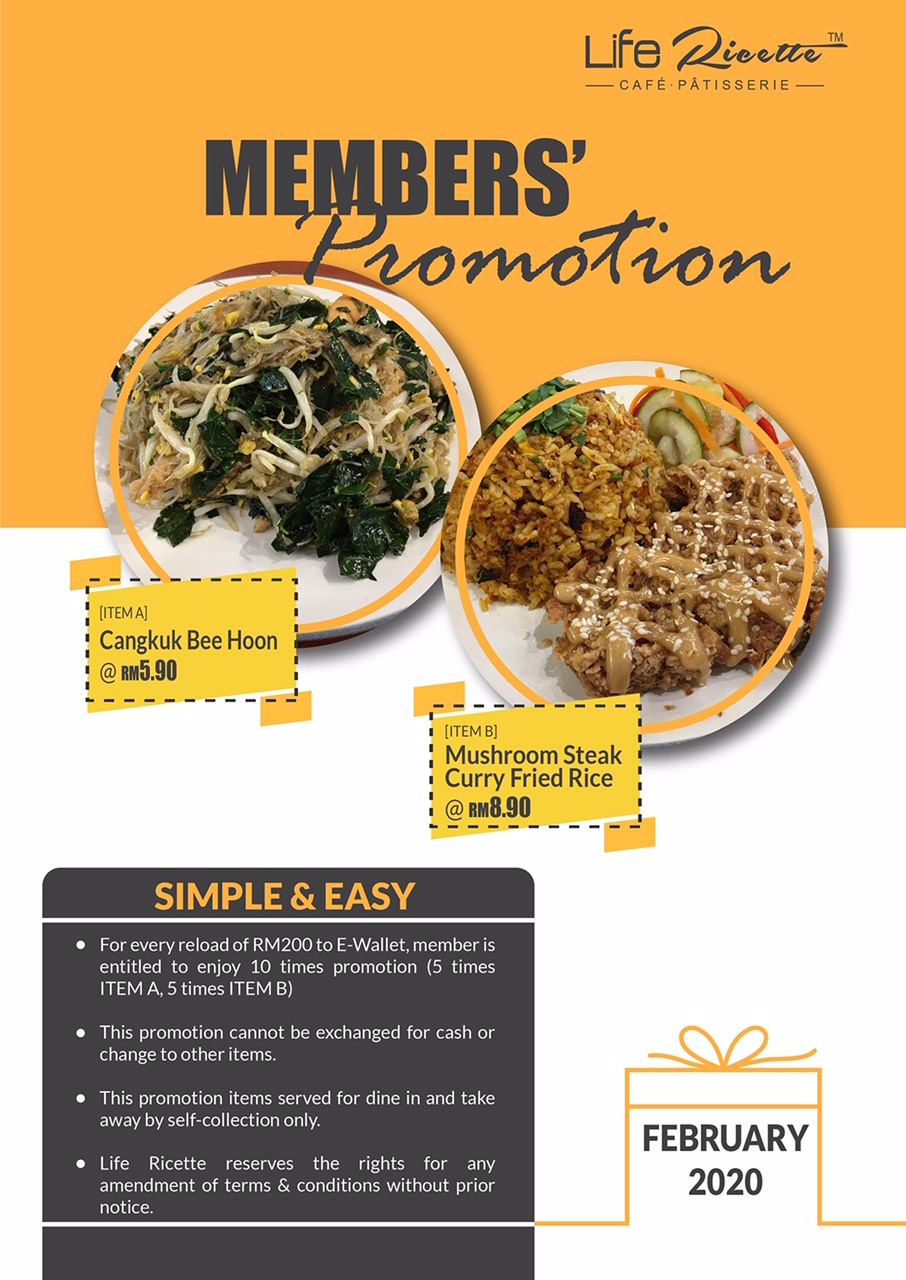 Life Ricette™
CAFÉ·PÂTISSERIE
MEMBERS'
Promotion
[ITEM A]
Cangkuk Bee Hoon
@ RM5.90
[ITEM B]
Mushroom Steak
Curry Fried Rice
@ RM8.90
SIMPLE & EASY
● For every reload of RM200 to E-Wallet, member is
entitled to enjoy 10 times promotion (5 times
ITEM A, 5 times ITEM B)
● This promotion cannot be exchanged for cash or
change to other items.
● This promotion items served for dine in and take
away by self-collection only.
● Life Ricette reserves the rights for any
amendment of terms & conditions without prior
notice.
FEBRUARY
2020